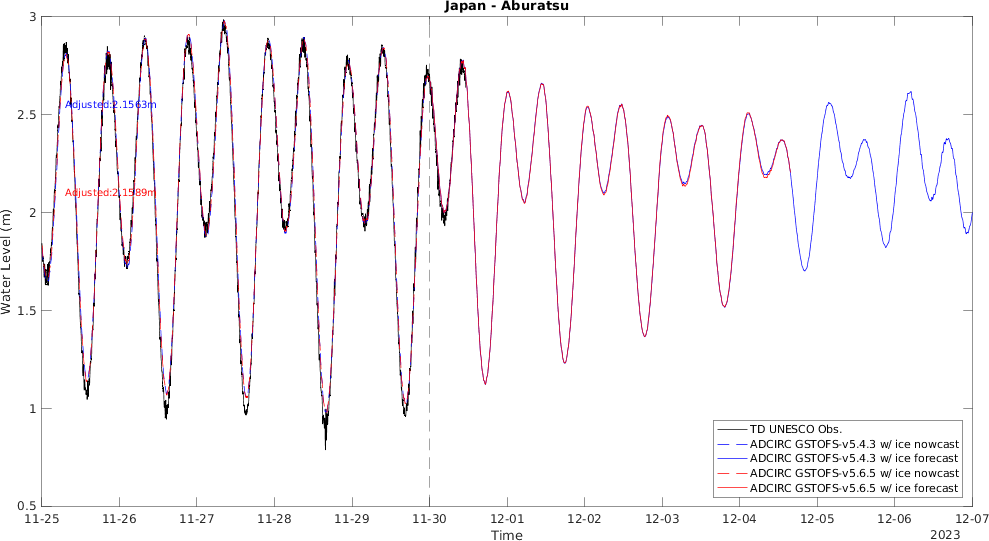 Japan - Aburatsu
3
2.5
2
1.5
1
0.5
Water Level (m)
Adjusted:2.1563m
Adjusted:2.1589m
TD UNESCO Obs.
ADCIRC GSTOFS-v5.4.3 w/ ice nowcast
ADCIRC GSTOFS-v5.4.3 w/ ice forecast
ADCIRC GSTOFS-v5.6.5 w/ ice nowcast
ADCIRC GSTOFS-v5.6.5 w/ ice forecast
11-25 11-26 11-27 11-28 11-29 11-30 12-01 12-02 12-03 12-04 12-05 12-06 12-07
Time
2023